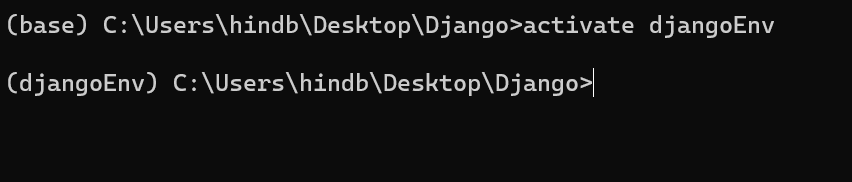 (base) C:\Users\hindb\Desktop\Django>activate djangoEnv
(djangoEnv) C:\Users\hindb\Desktop\Django>